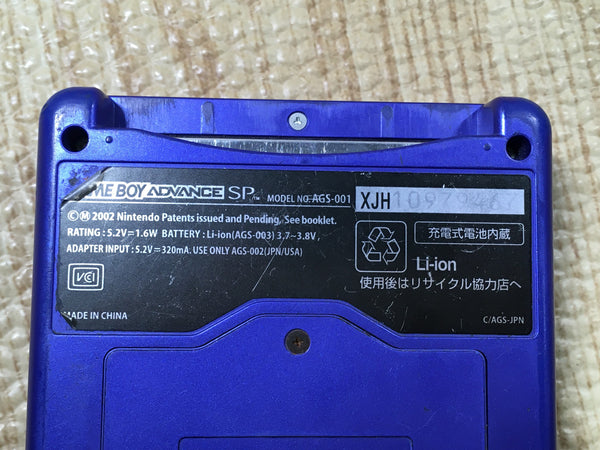 GAME BOY ADVANCE SP™ MODEL NO. AGS-001 XJH10979467
©Ⓜ 2002 Nintendo Patents issued and Pending. See booklet.
RATING : 5.2V⎓1.6W BATTERY : Li-ion(AGS-003) 3.7~3.8V,
ADAPTER INPUT : 5.2V⎓320mA. USE ONLY AGS-002(JPN/USA)
VCI
MADE IN CHINA
充電式電池内蔵
Li-ion
使用後はリサイクル協力店へ
C/AGS-JPN